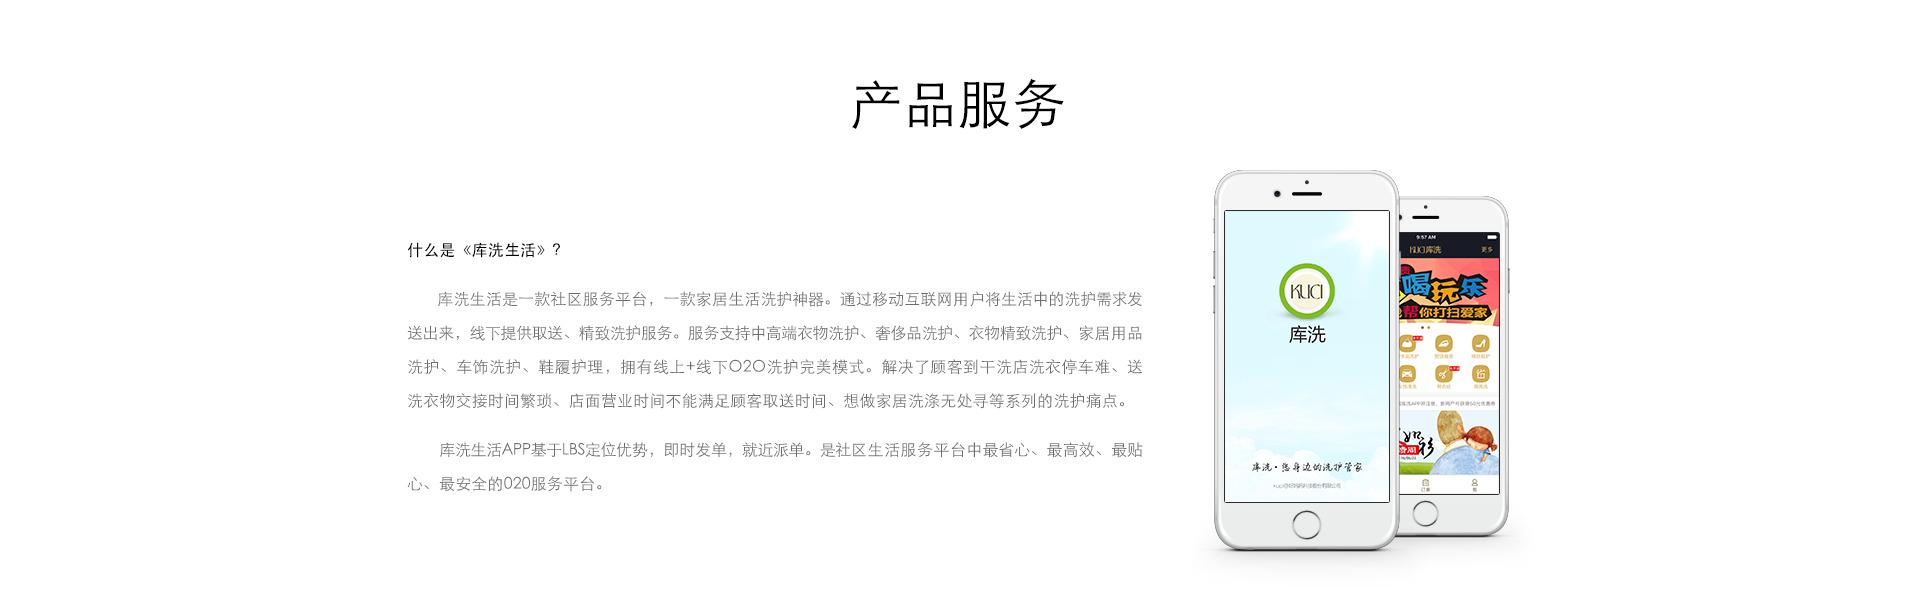 产品服务
什么是《库洗生活》?
库洗生活是一款社区服务平台，一款家居生活洗护神器。通过移动互联网用户将生活中的洗护需求发
送出来，线下提供取送、精致洗护服务。服务支持中高端衣物洗护、奢侈品洗护、衣物精致洗护、家居用品
洗护、车饰洗护、鞋履护理，拥有线上+线下O2O洗护完美模式。解决了顾客到干洗店洗衣停车难、送
洗衣物交接时间繁琐、店面营业时间不能满足顾客取送时间、想做家居洗涤无处寻等系列的洗护痛点。
库洗生活APP基于LBS定位优势，即时发单，就近派单。是社区生活服务平台中最省心、最高效、最贴
心、最安全的020服务平台。
KUCI
库洗
库洗·您身边的洗护管家
9:57 AM
KUCI库洗
更多
喝玩乐
帮你打扫爱家
订单
我